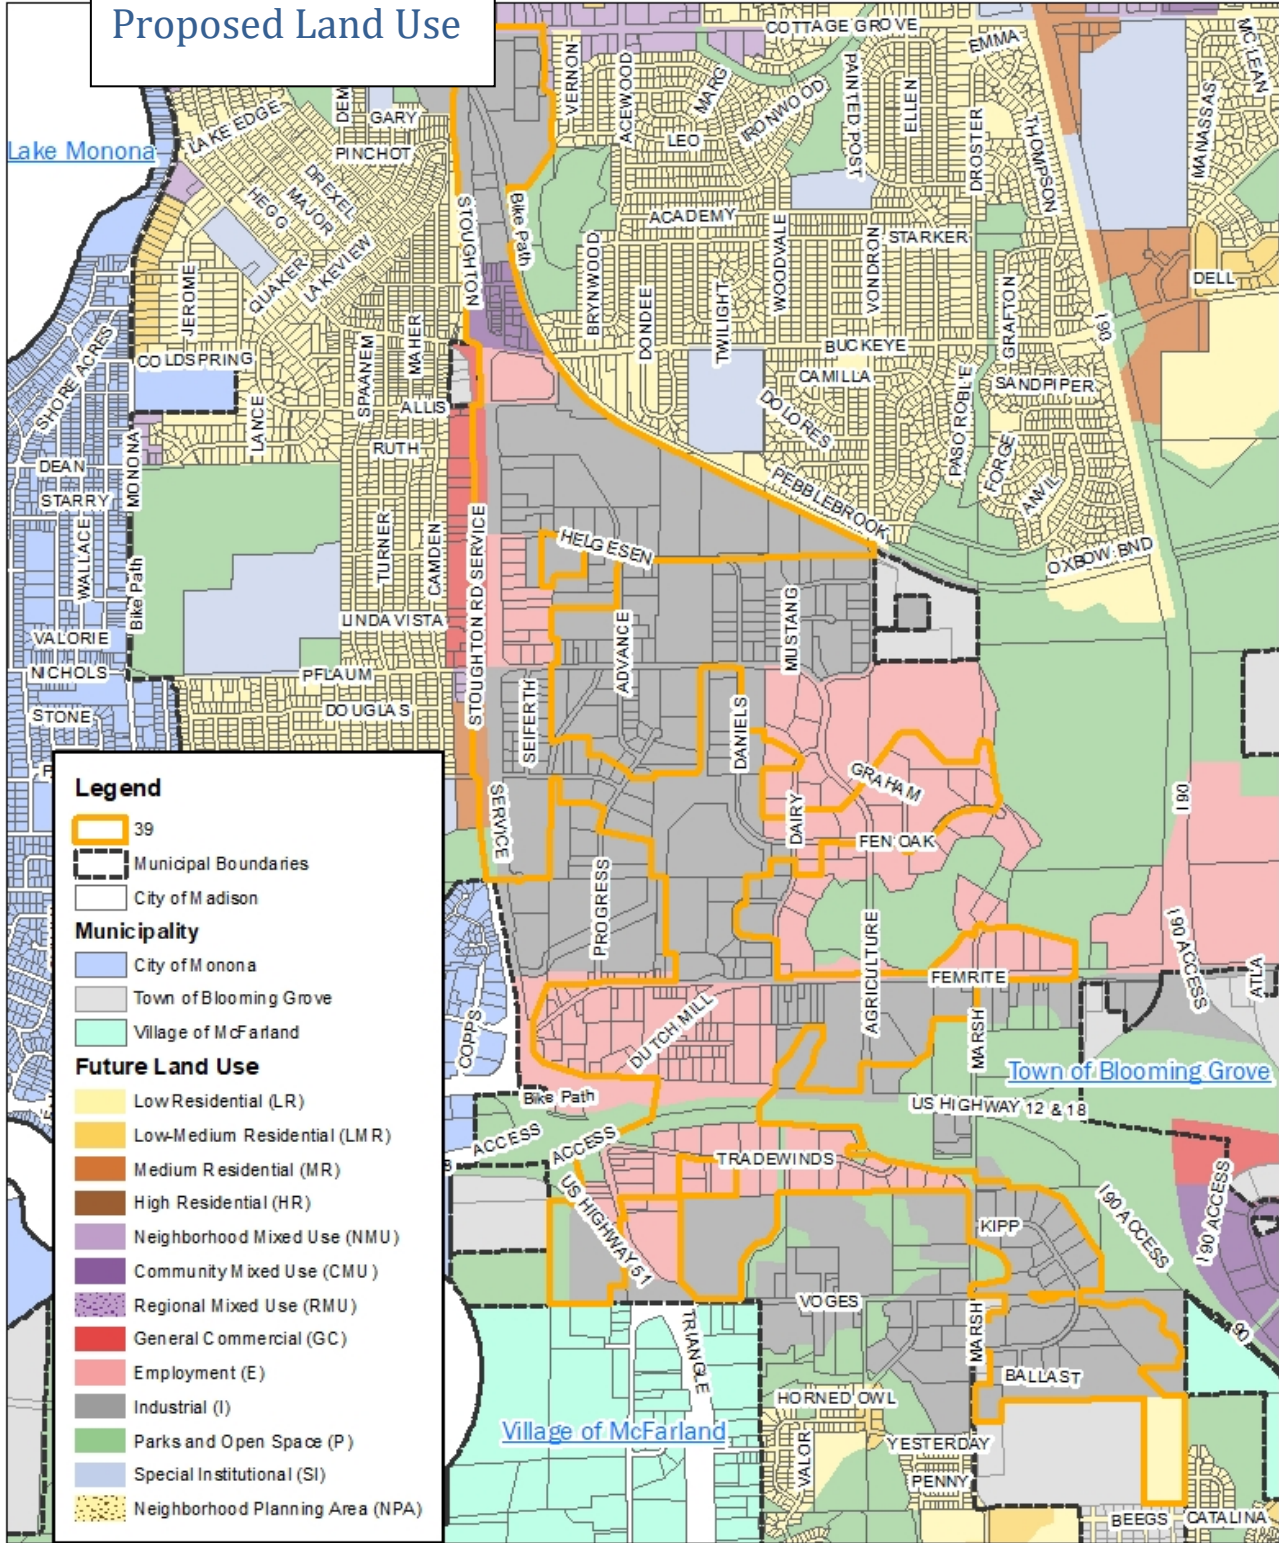 Proposed Land Use
COTTAGE GROVE
EMMA
MCLEAN
VERNON
ACEWOOD
MARG
PAINTED POST
ELLEN
DEM
GARY
LAKE EDGE
LEO
IRONWOOD
DROSTER
THOMPSON
MANASSAS
Lake Monona
PINCHOT
DREXEL
MAJOR
HEGG
STOUGHTON
Bike Path
ACADEMY
WOODVALE
VONDRON
STARKER
QUAKER
LAKEVIEW
JEROME
BRYNWOOD
DONDEE
TWILIGHT
GRAFTON
DELL
I 90
SHORE ACRES
COLDSPRING
SPAANEM
MAHER
BUCKEYE
CAMILLA
SANDPIPER
LANCE
ALLIS
DOLORES
PASO ROBLE
RUTH
FORGE
ANVIL
DEAN
MONONA
STARRY
WALLACE
PEBBLEBROOK
TURNER
CAMDEN
STOUGHTON RD SERVICE
HELGESEN
OXBOW BND
Bike Path
LINDA VISTA
ADVANCE
MUSTANG
VALORIE
NICHOLS
PFLAUM
STONE
DOUGLAS
SEIFERTH
DANIELS
GRAHAM
I 90
SERVICE
DAIRY
FEN OAK
PROGRESS
AGRICULTURE
I 90 ACCESS
FEMRITE
ATLA
COPPS
DUTCH MILL
MARSH
Town of Blooming Grove
Bike Path
US HIGHWAY 12 & 18
ACCESS
ACCESS
TRADEWINDS
US HIGHWAY 51
KIPP
I 90 ACCESS
I 90 ACCESS
VOGES
MARSH
90
TRIANGLE
BALLAST
HORNED OWL
Village of McFarland
VALOR
YESTERDAY
PENNY
BEEGS
CATALINA
Legend
39
Municipal Boundaries
City of Madison
Municipality
City of Monona
Town of Blooming Grove
Village of McFarland
Future Land Use
Low Residential (LR)
Low-Medium Residential (LMR)
Medium Residential (MR)
High Residential (HR)
Neighborhood Mixed Use (NMU)
Community Mixed Use (CMU)
Regional Mixed Use (RMU)
General Commercial (GC)
Employment (E)
Industrial (I)
Parks and Open Space (P)
Special Institutional (SI)
Neighborhood Planning Area (NPA)